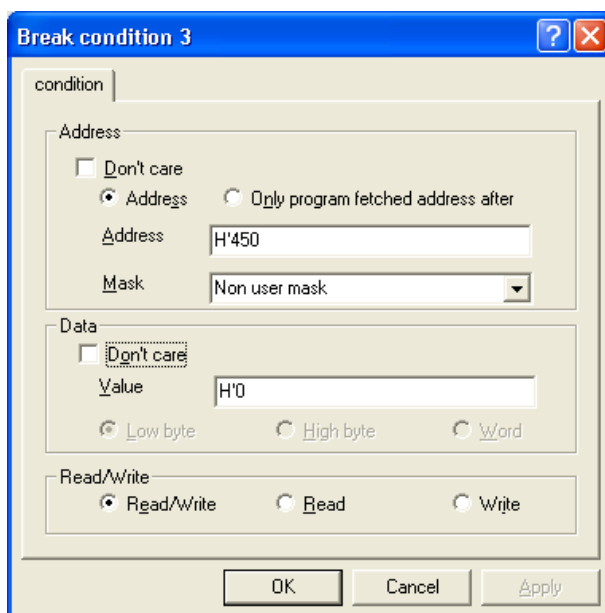 Break condition 3
condition
Address
Don't care
Address Only program fetched address after
Address H'450
Mask Non user mask
Data
Don't care
Value H'0
Low byte High byte Word
Read/Write
Read/Write Read Write
OK Cancel Apply